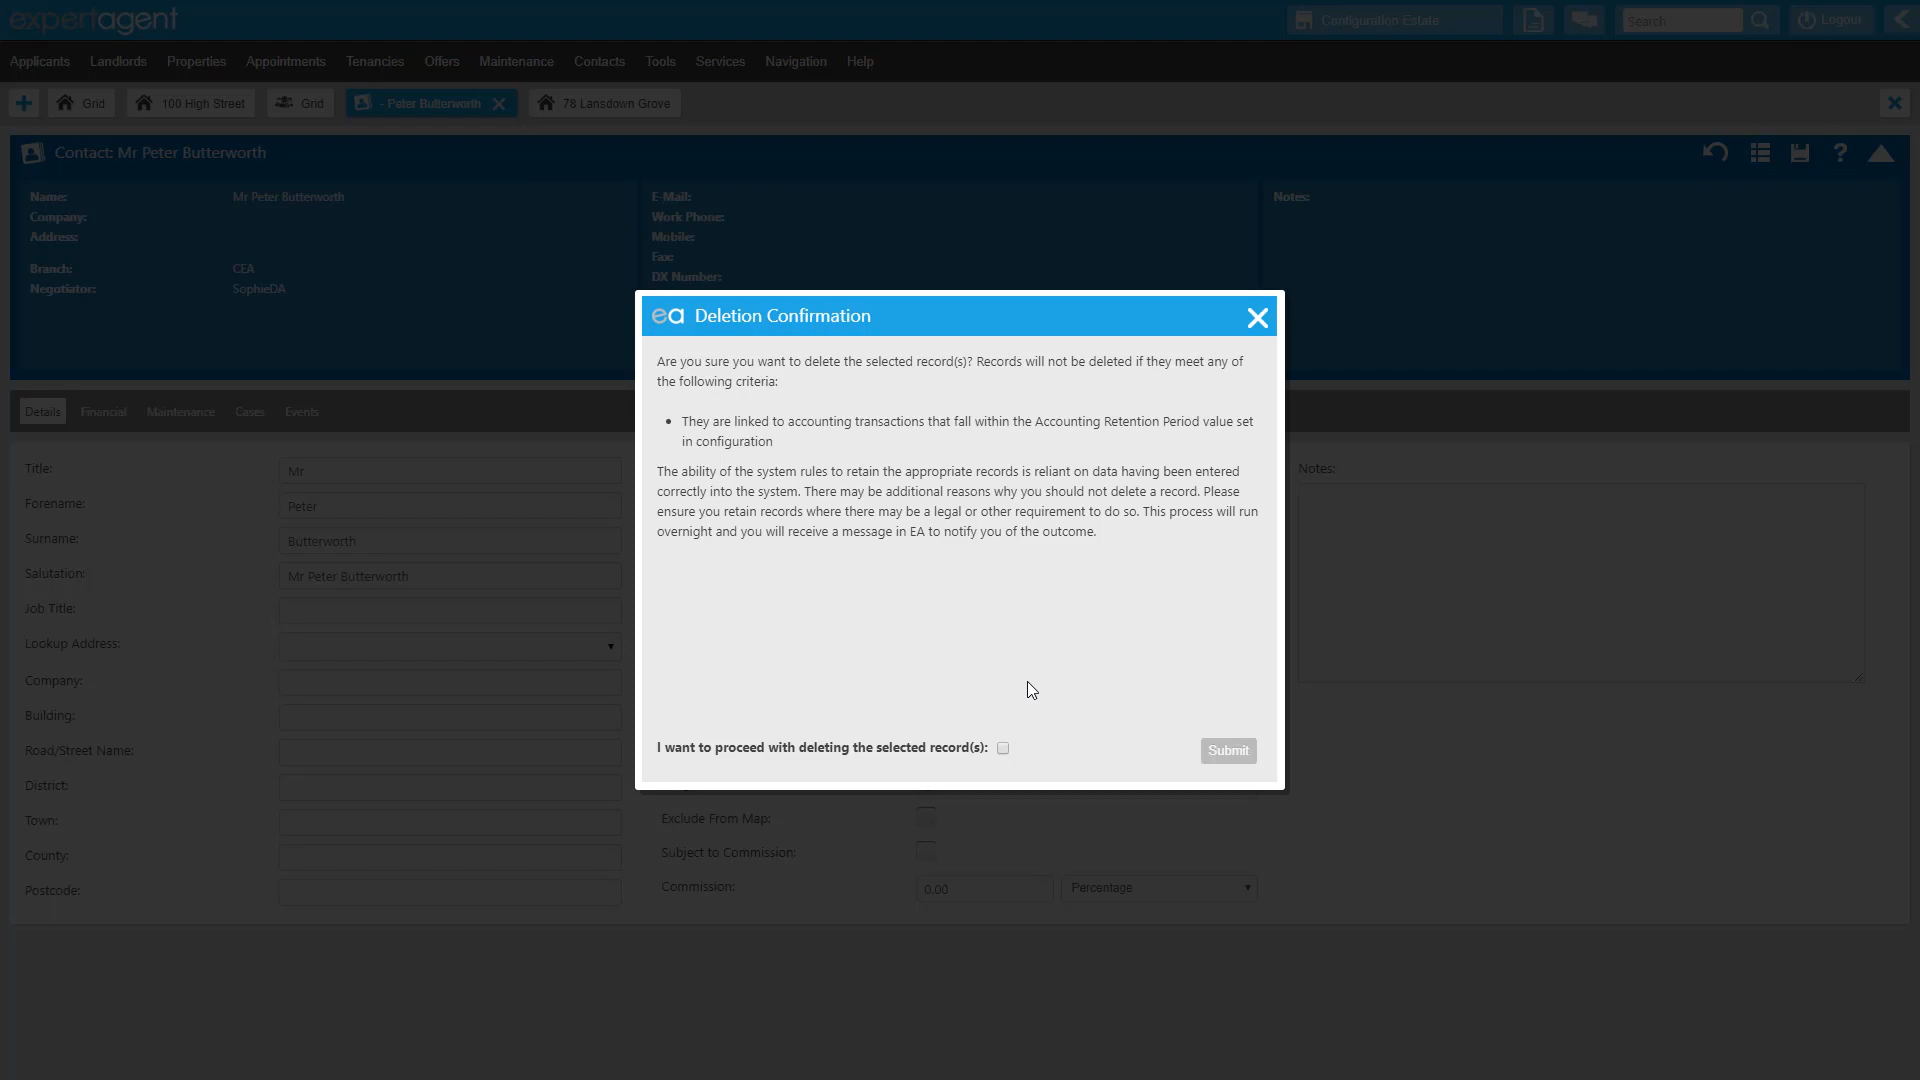 expertagent
Configuration Estate
Search
Logout
Applicants Landlords Properties Appointments Tenancies Offers Maintenance Contacts Tools Services Navigation Help
Grid
100 High Street
Grid
- Peter Butterworth
78 Lansdown Grove
Contact: Mr Peter Butterworth
Name: Mr Peter Butterworth
Company:
Address:
Branch: CEA
Negotiator: SophieDA
E-Mail:
Work Phone:
Mobile:
Fax:
DX Number:
Notes:
ea Deletion Confirmation
Are you sure you want to delete the selected record(s)? Records will not be deleted if they meet any of
the following criteria:
• They are linked to accounting transactions that fall within the Accounting Retention Period value set
in configuration
The ability of the system rules to retain the appropriate records is reliant on data having been entered
correctly into the system. There may be additional reasons why you should not delete a record. Please
ensure you retain records where there may be a legal or other requirement to do so. This process will run
overnight and you will receive a message in EA to notify you of the outcome.
I want to proceed with deleting the selected record(s):
Submit
Details Financial Maintenance Cases Events
Title: Mr
Forename: Peter
Surname: Butterworth
Salutation: Mr Peter Butterworth
Job Title:
Lookup Address:
Company:
Building:
Road/Street Name:
District:
Town:
County:
Postcode:
Exclude From Map:
Subject to Commission:
Commission: 0.00 Percentage
Notes: